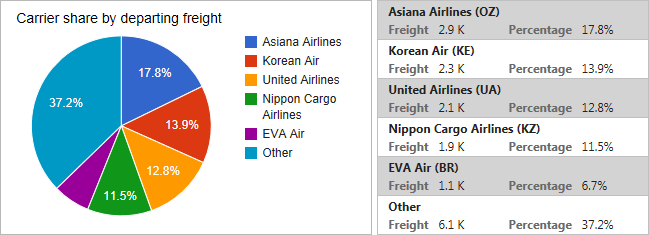 Carrier share by departing freight
17.8%
13.9%
12.8%
11.5%
37.2%
Asiana Airlines
Korean Air
United Airlines
Nippon Cargo
Airlines
EVA Air
Other
Asiana Airlines (OZ)
Freight 2.9 K Percentage 17.8%
Korean Air (KE)
Freight 2.3 K Percentage 13.9%
United Airlines (UA)
Freight 2.1 K Percentage 12.8%
Nippon Cargo Airlines (KZ)
Freight 1.9 K Percentage 11.5%
EVA Air (BR)
Freight 1.1 K Percentage 6.7%
Other
Freight 6.1 K Percentage 37.2%